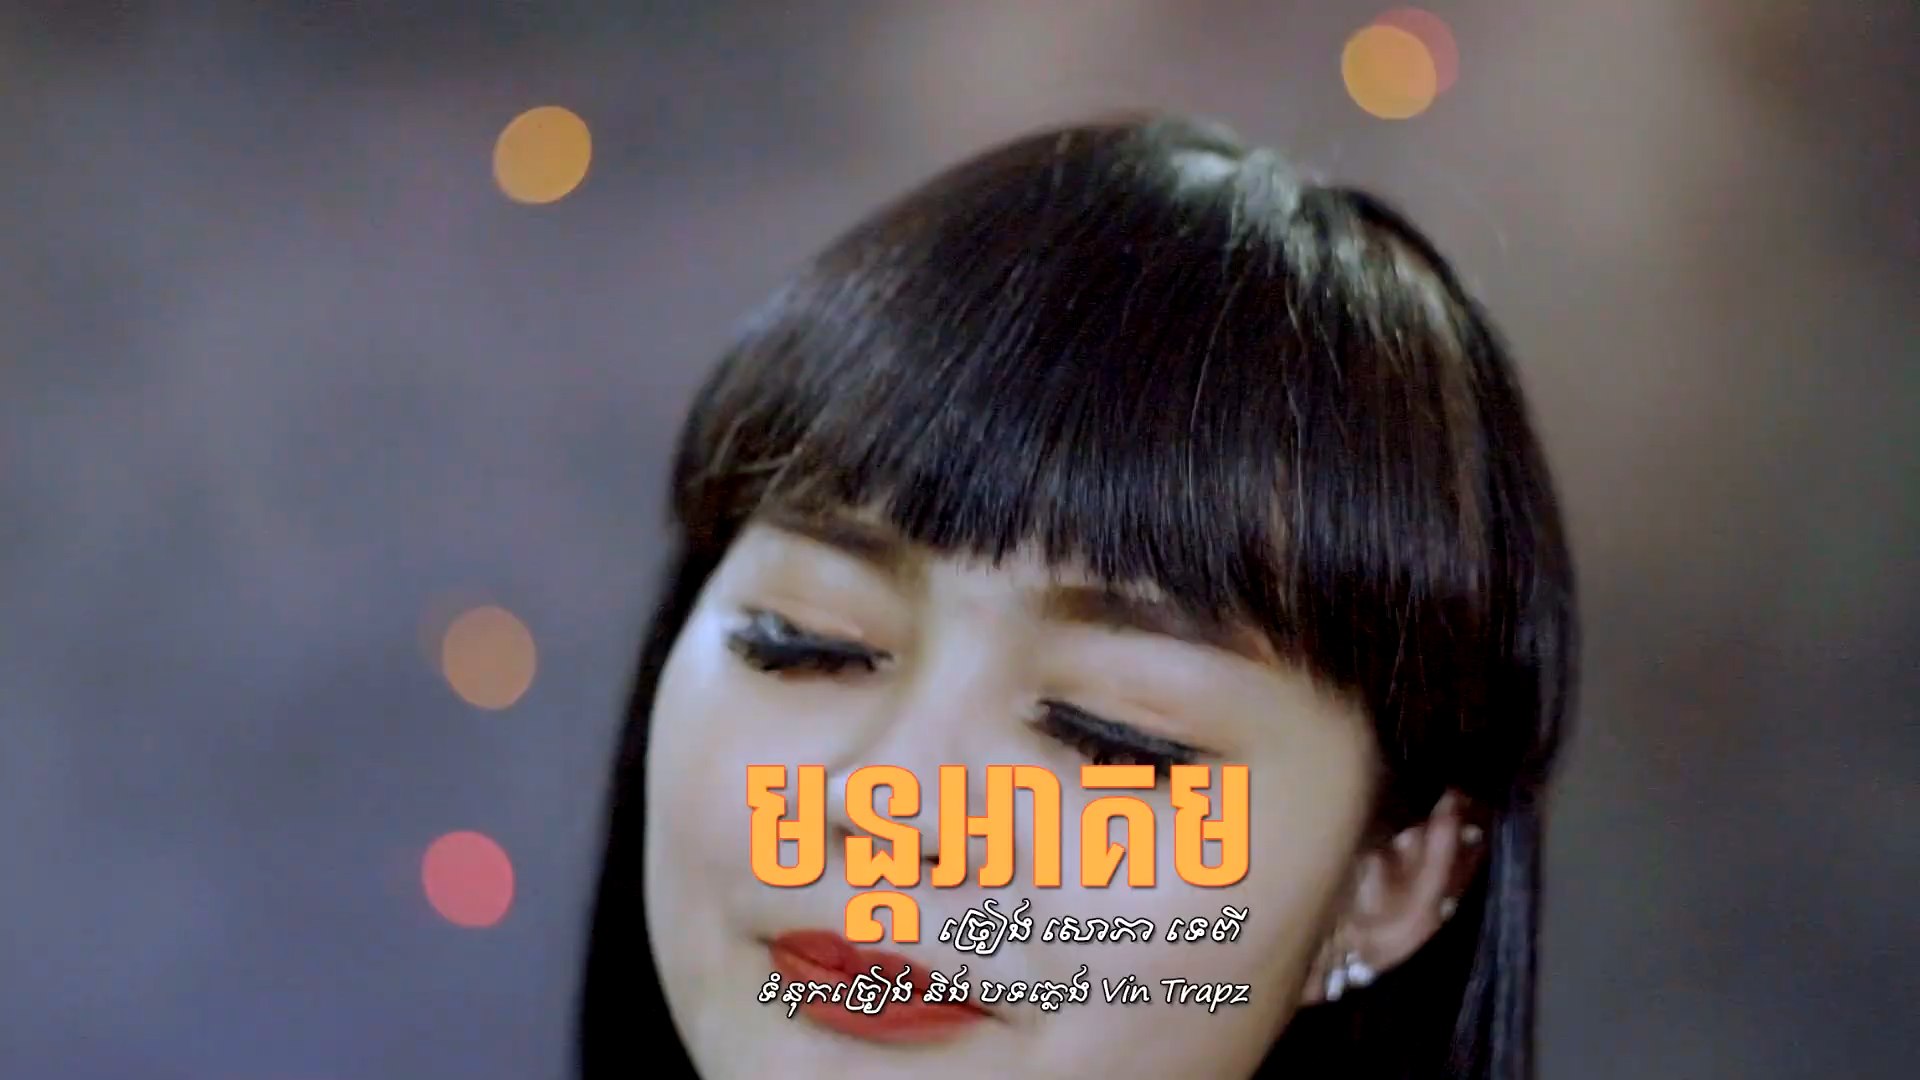 មន្តអាគម
ច្រៀង សោភា ទេពី
ទំនុកច្រៀង និង បទភ្លេង Vin Trapz